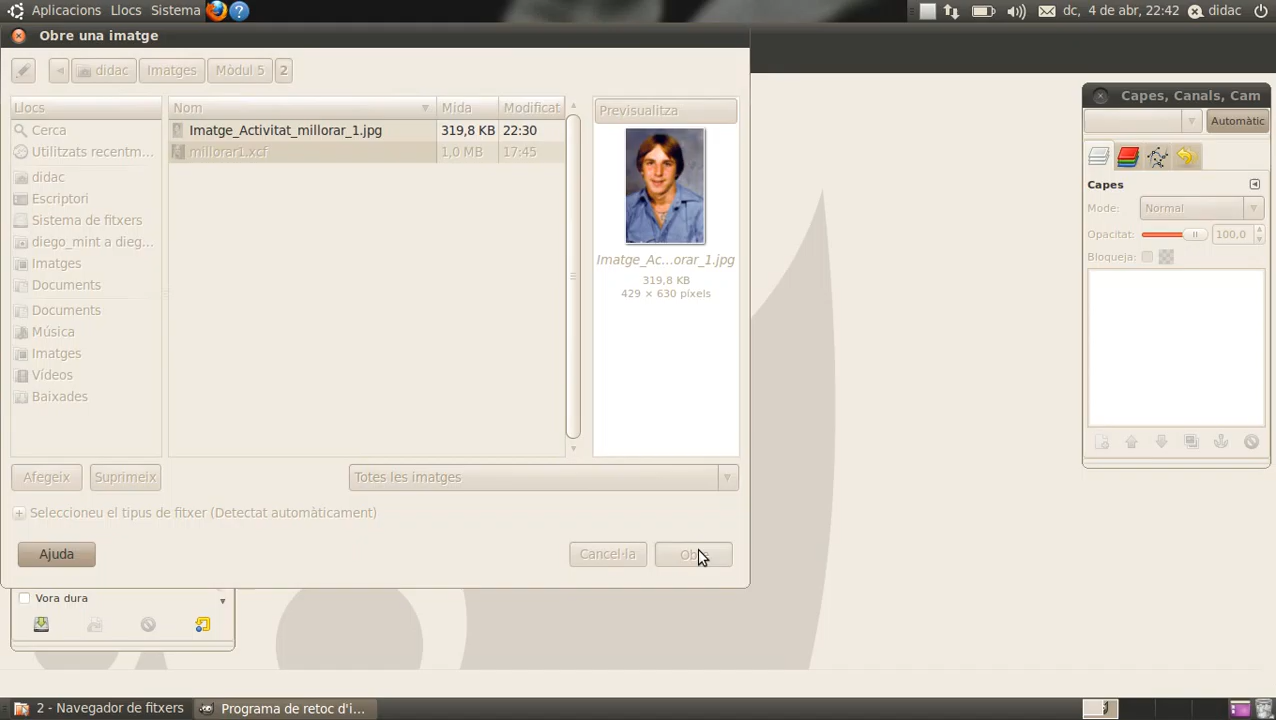 Aplicacions Llocs Sistema
dc, 4 de abr, 22:42 didac
Obre una imatge
didac Imatges Mòdul 5 2
Llocs
Cerca
Utilitzats recentm...
didac
Escriptori
Sistema de fitxers
diego_mint a dieg...
Imatges
Documents
Documents
Música
Imatges
Vídeos
Baixades
Nom Mida Modificat
Imatge_Activitat_millorar_1.jpg 319,8 KB 22:30
millorar1.xcf 1,0 MB 17:45
Previsualitza
Imatge_Ac...orar_1.jpg
319,8 KB
429 × 630 píxels
Afegeix Suprimeix Totes les imatges
Seleccioneu el tipus de fitxer (Detectat automàticament)
Ajuda Cancel·la
Vora dura
Capes, Canals, Cam
Automàtic
Capes
Mode: Normal
Opacitat: 100,0
Bloqueja:
2 - Navegador de fitxers Programa de retoc d'i...